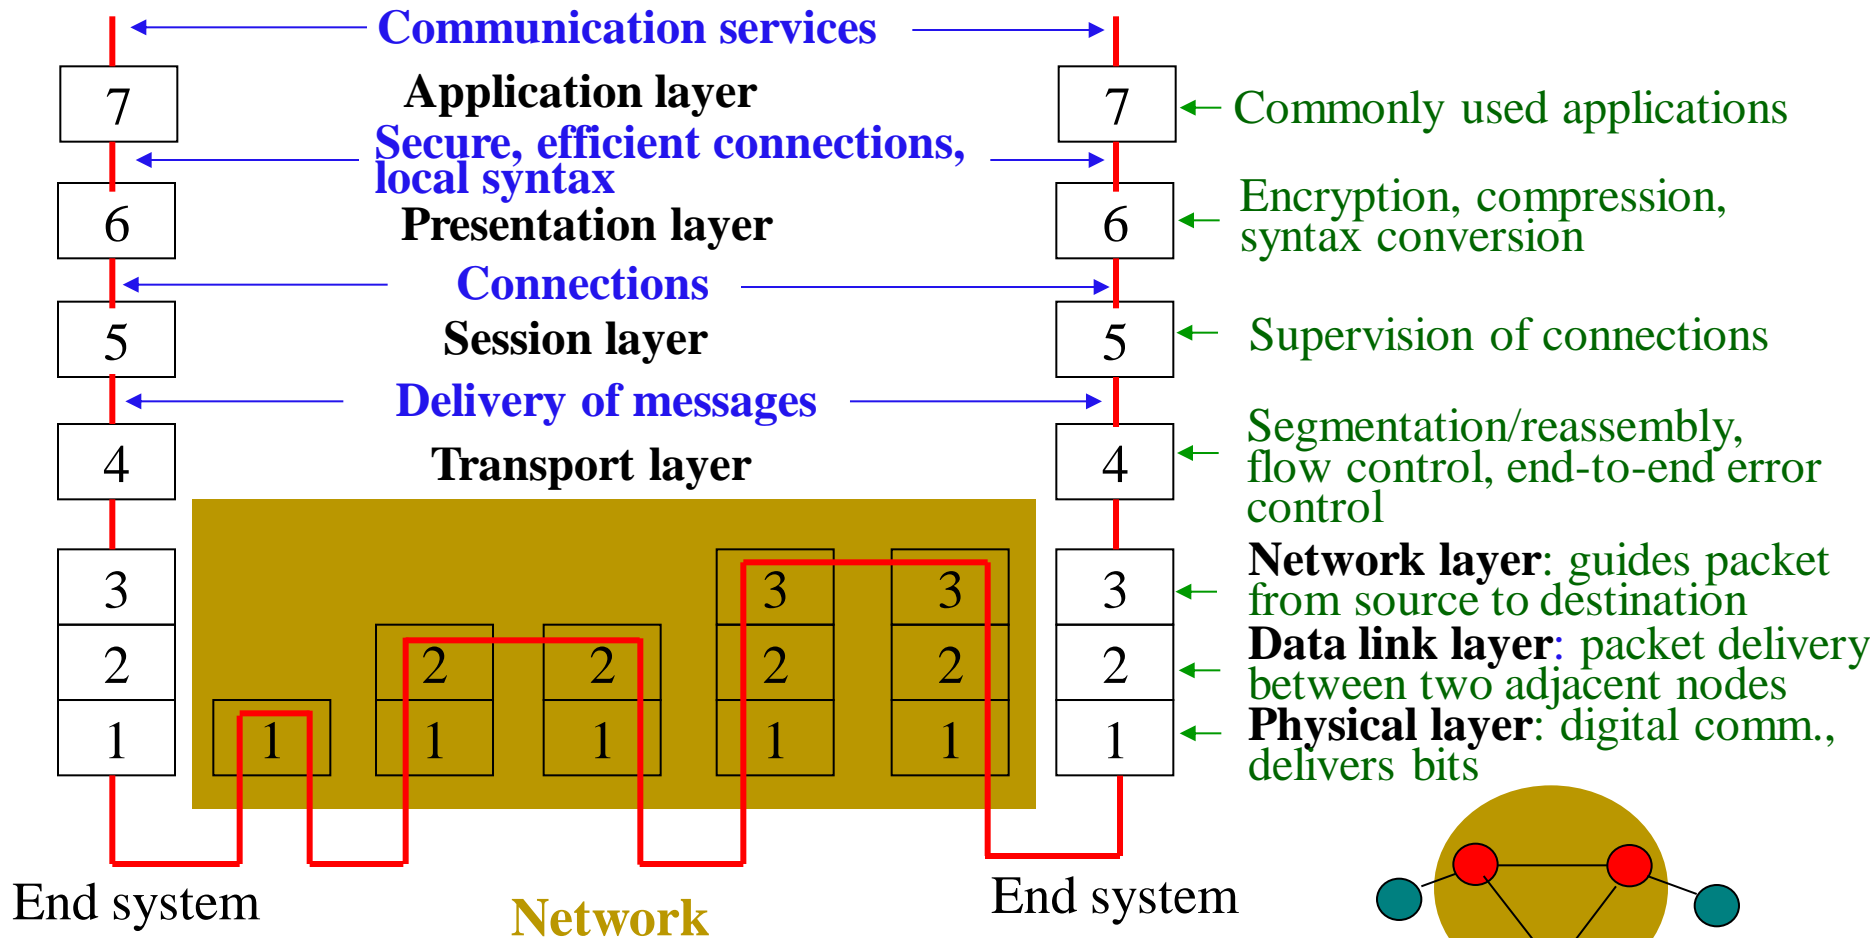 Communication services
7
Application layer
7
Commonly used applications
Secure, efficient connections,
local syntax
6
Presentation layer
6
Encryption, compression,
syntax conversion
Connections
5
Session layer
5
Supervision of connections
Delivery of messages
4
Transport layer
4
Segmentation/reassembly,
flow control, end-to-end error
control
3
3
3
3
Network layer: guides packet
from source to destination
2
2
2
2
2
2
Data link layer: packet delivery
between two adjacent nodes
1
1
1
1
1
1
1
Physical layer: digital comm.,
delivers bits
End system
Network
End system